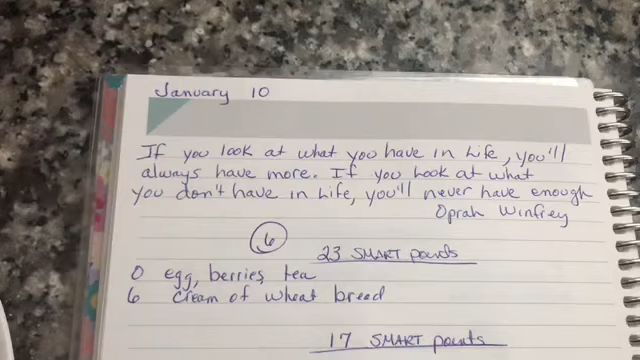 January 10
If you look at what you have in Life, you'll
always have more. If you look at what
you don't have in Life, you'll never have enough
Oprah Winfrey
6
23 SMART points
0 egg, berries, tea
6 cream of wheat breed
17 SMART points